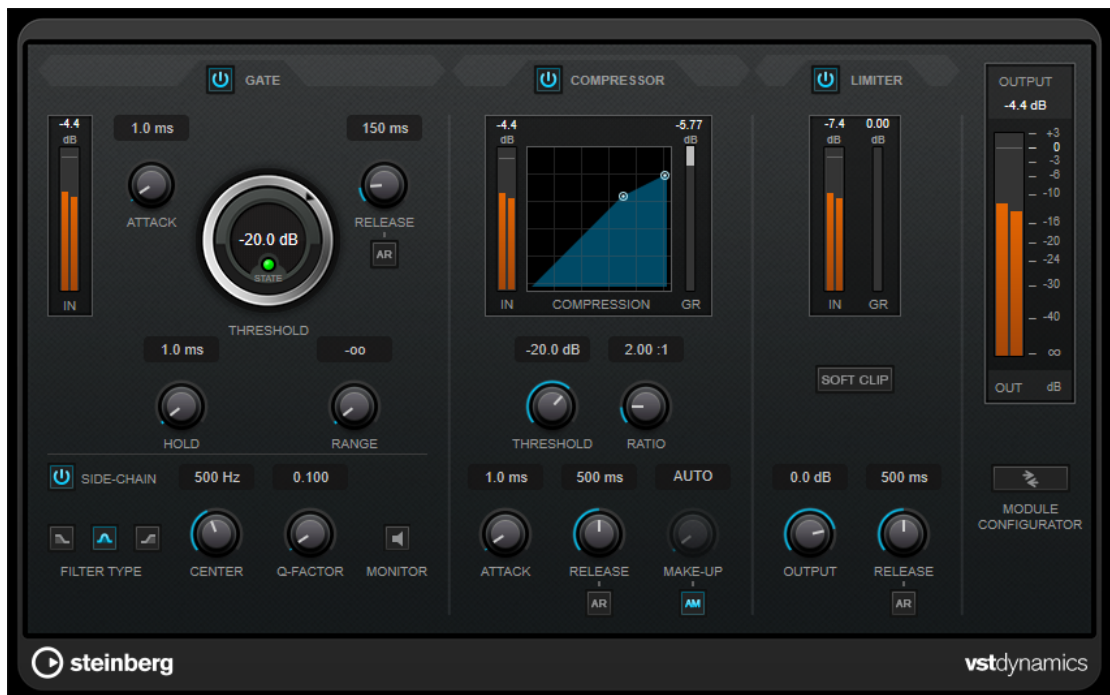 GATE
COMPRESSOR
LIMITER
OUTPUT
-4.4 dB
-4.4
dB
IN
1.0 ms
ATTACK
150 ms
RELEASE
AR
-20.0 dB
STATE
THRESHOLD
1.0 ms
HOLD
-oo
RANGE
SIDE-CHAIN
500 Hz
0.100
FILTER TYPE
CENTER
Q-FACTOR
MONITOR
-4.4
dB
-5.77
dB
IN
COMPRESSION
GR
-20.0 dB
2.00 :1
THRESHOLD
RATIO
1.0 ms
500 ms
AUTO
ATTACK
RELEASE
MAKE-UP
AR
AM
-7.4
dB
0.00
dB
IN
GR
SOFT CLIP
0.0 dB
500 ms
OUTPUT
RELEASE
AR
+3
0
-3
-6
-10
-16
-20
-24
-30
-40
oo
OUT
dB
MODULE
CONFIGURATOR
steinberg
vstdynamics